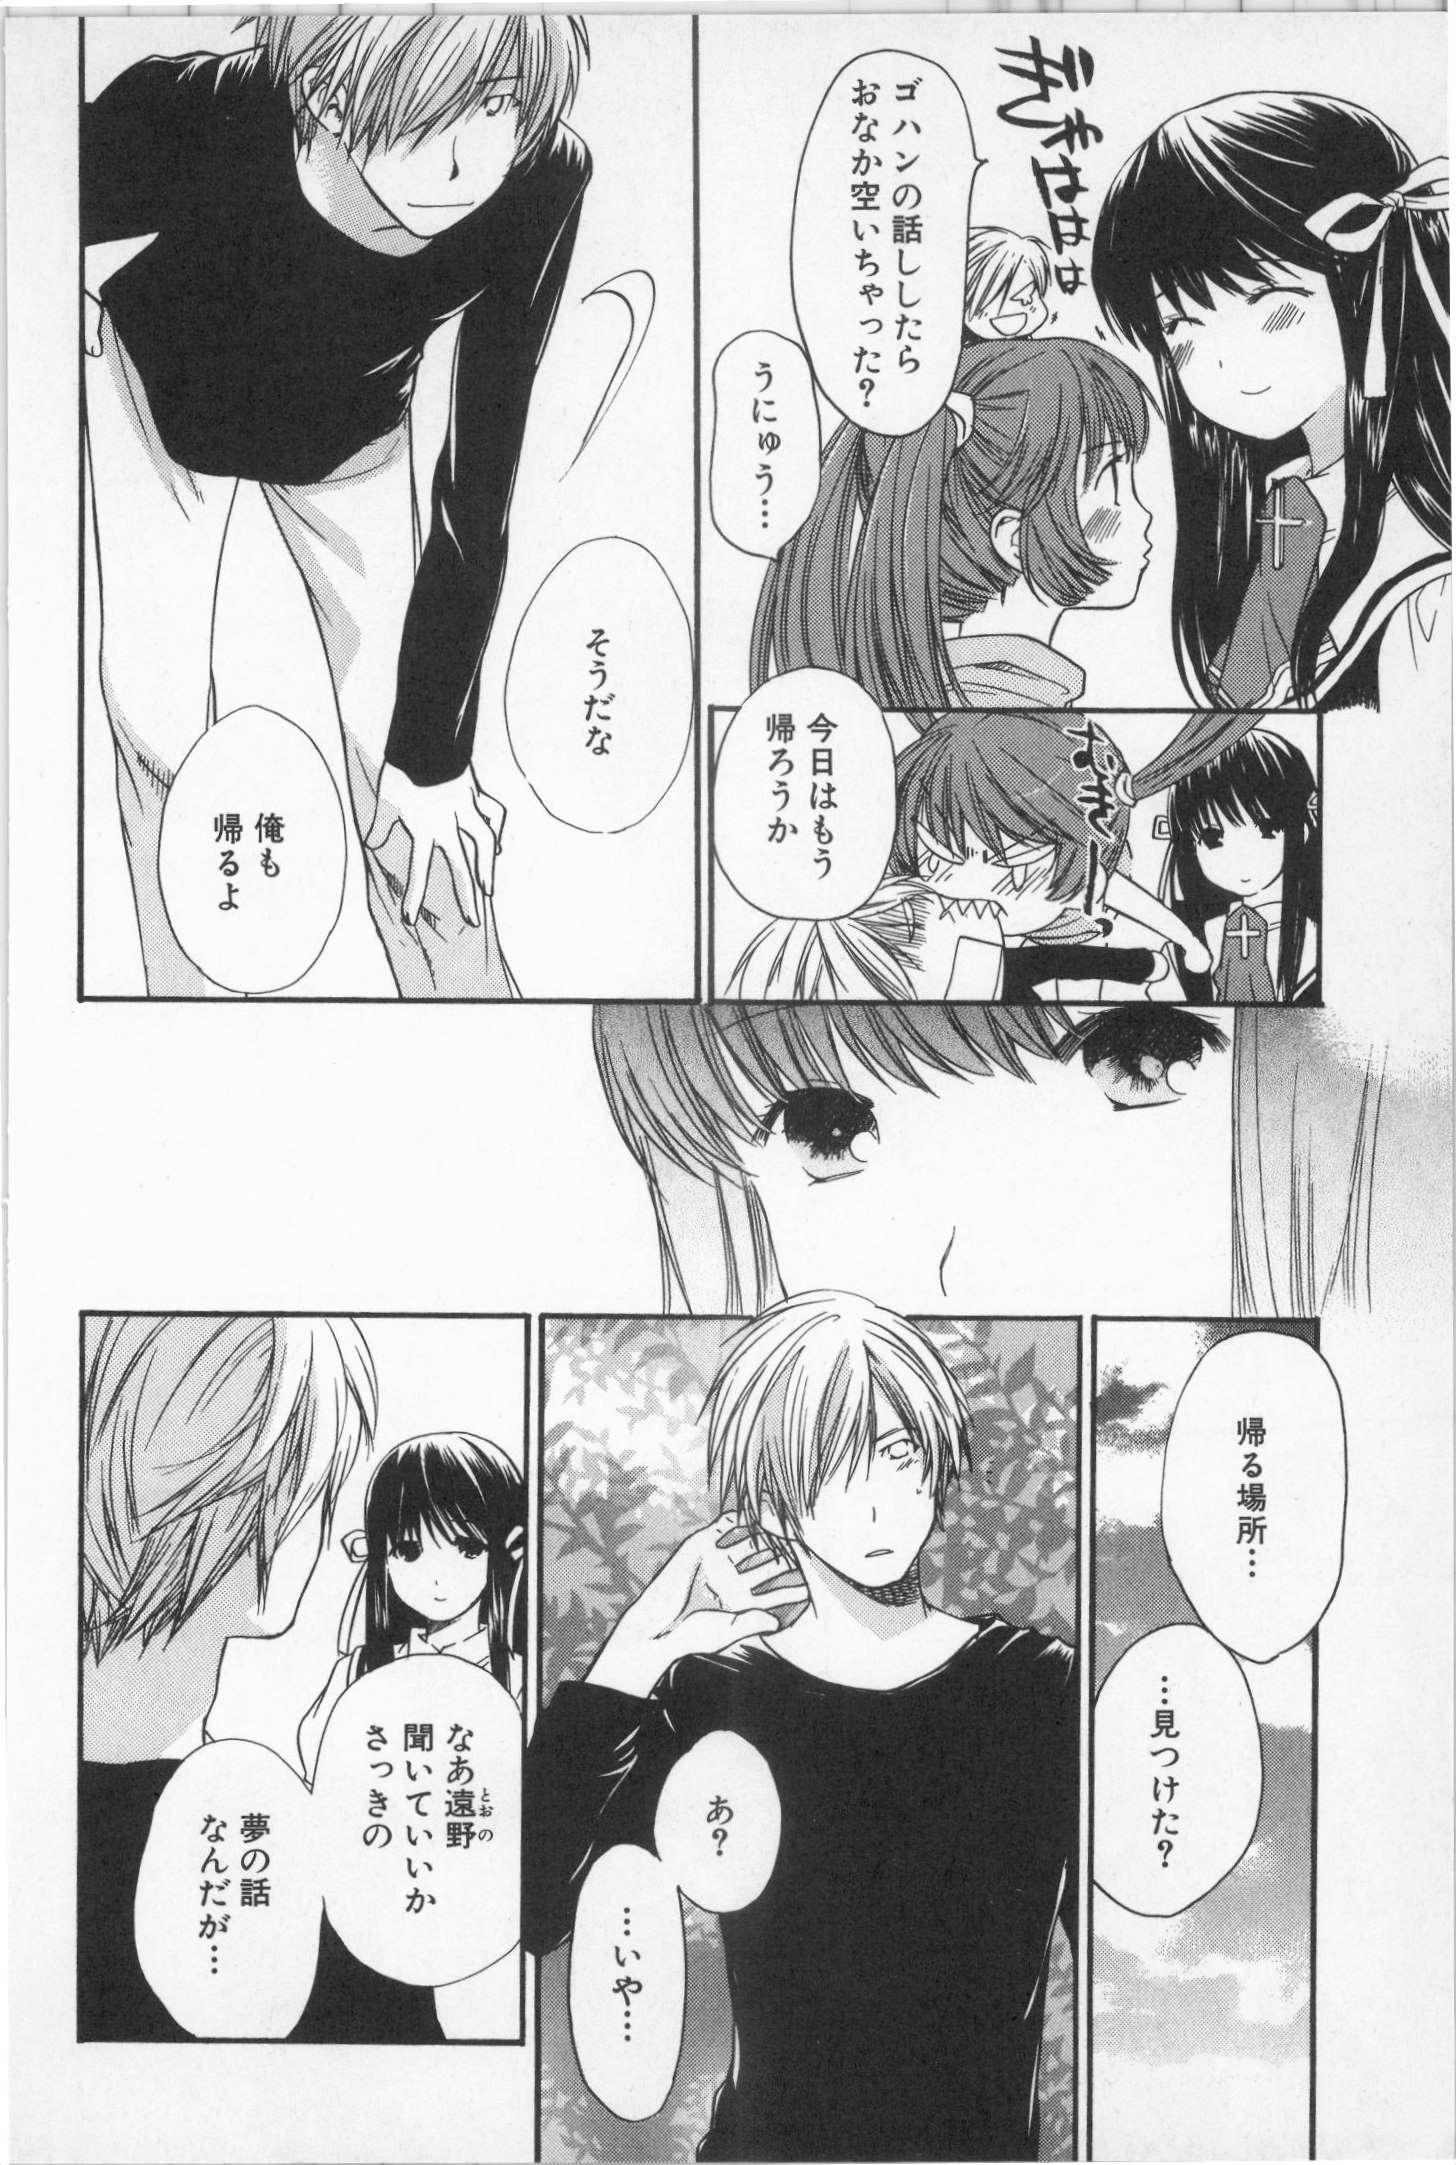 ぎゃははは
ゴハンの話ししたら
おなか空いちゃった?
うにゅう…
今日はもう
帰ろうか
むきー
そうだな
俺も
帰るよ
帰る場所…
…見つけた?
あ?
…いや…
なあ遠野
とおの
聞いていいか
さっきの
夢の話
なんだが…